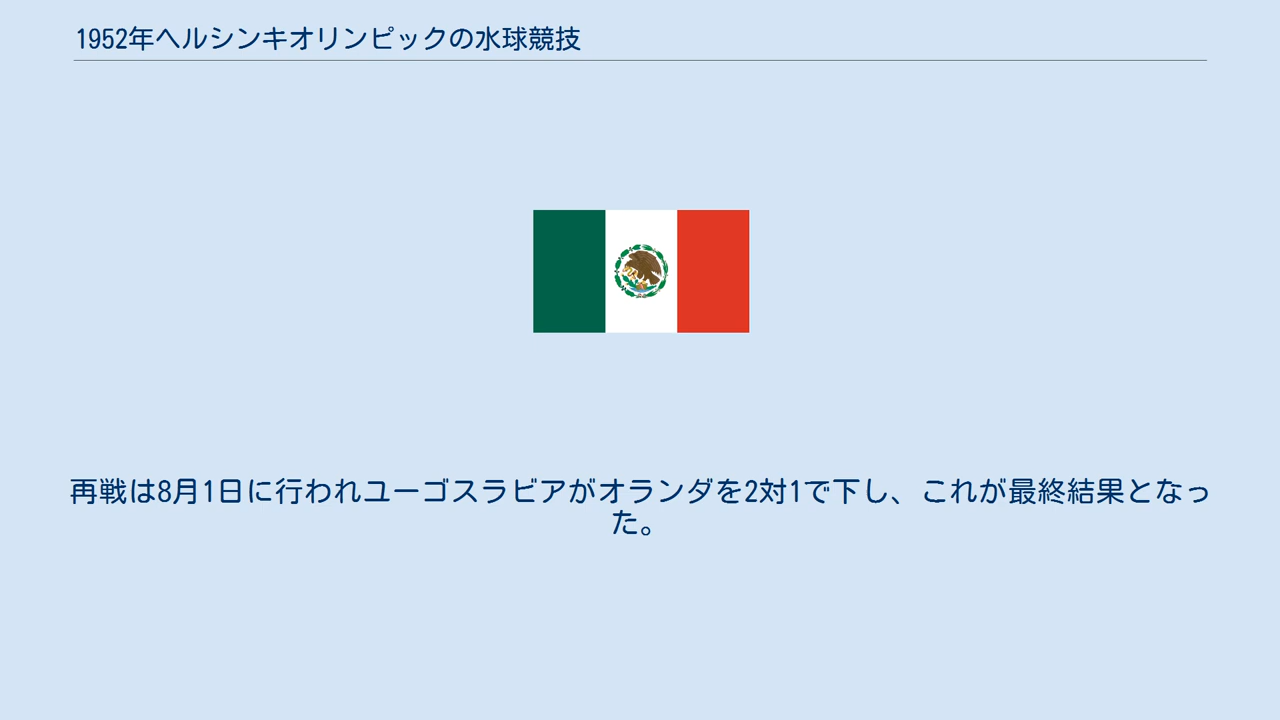 1952年ヘルシンキオリンピックの水球競技
再戦は8月1日に行われユーゴスラビアがオランダを2対1で下し、これが最終結果となっ
た。